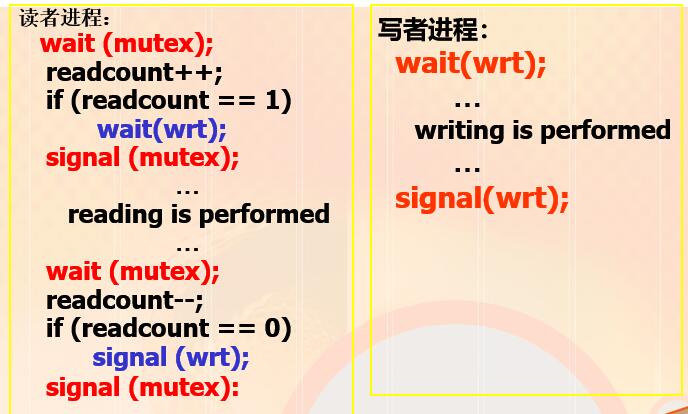 读者进程：
wait (mutex);
readcount++;
if (readcount == 1)
wait(wrt);
signal (mutex);
...
reading is performed
...
wait (mutex);
readcount--;
if (readcount == 0)
signal (wrt);
signal (mutex):
写者进程：
wait(wrt);
...
writing is performed
...
signal(wrt);